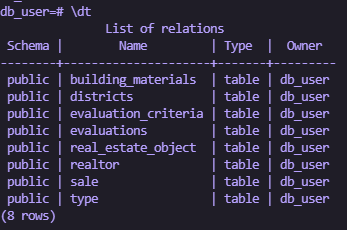 db_user=# \dt
List of relations
Schema | Name | Type | Owner
--------+---------------------+-------+---------
public | building_materials | table | db_user
public | districts | table | db_user
public | evaluation_criteria | table | db_user
public | evaluations | table | db_user
public | real_estate_object | table | db_user
public | realtor | table | db_user
public | sale | table | db_user
public | type | table | db_user
(8 rows)